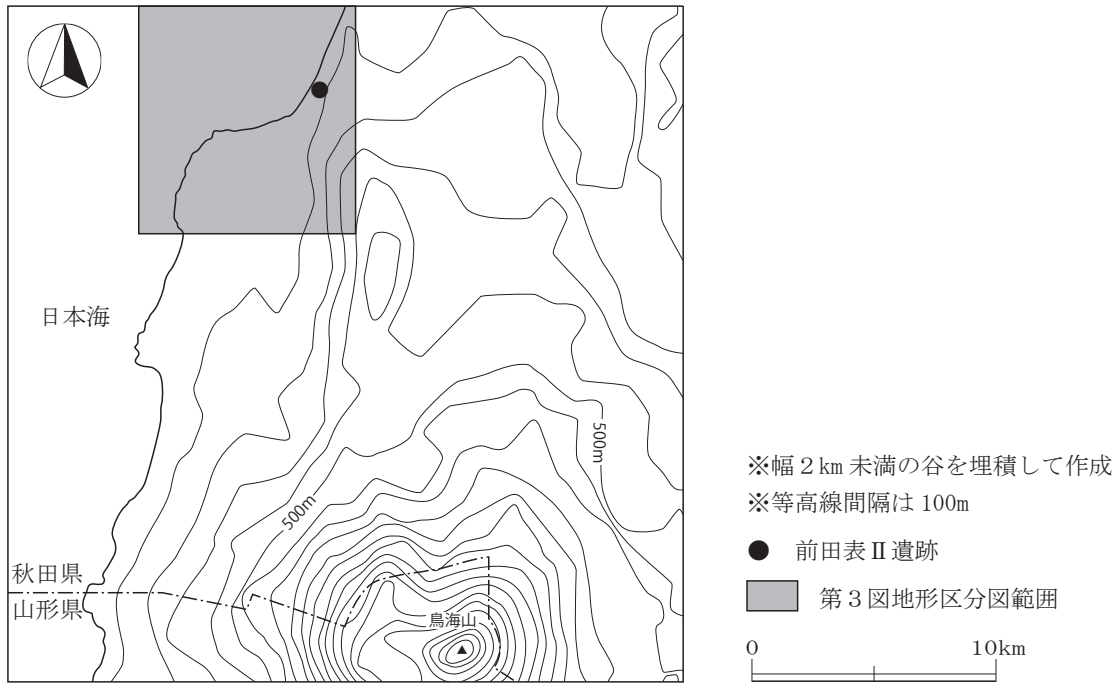 日本海
500m
500m
秋田県
山形県
鳥海山
※幅2km未満の谷を埋積して作成
※等高線間隔は100m
前田表Ⅱ遺跡
第3図地形区分図範囲
0 10km